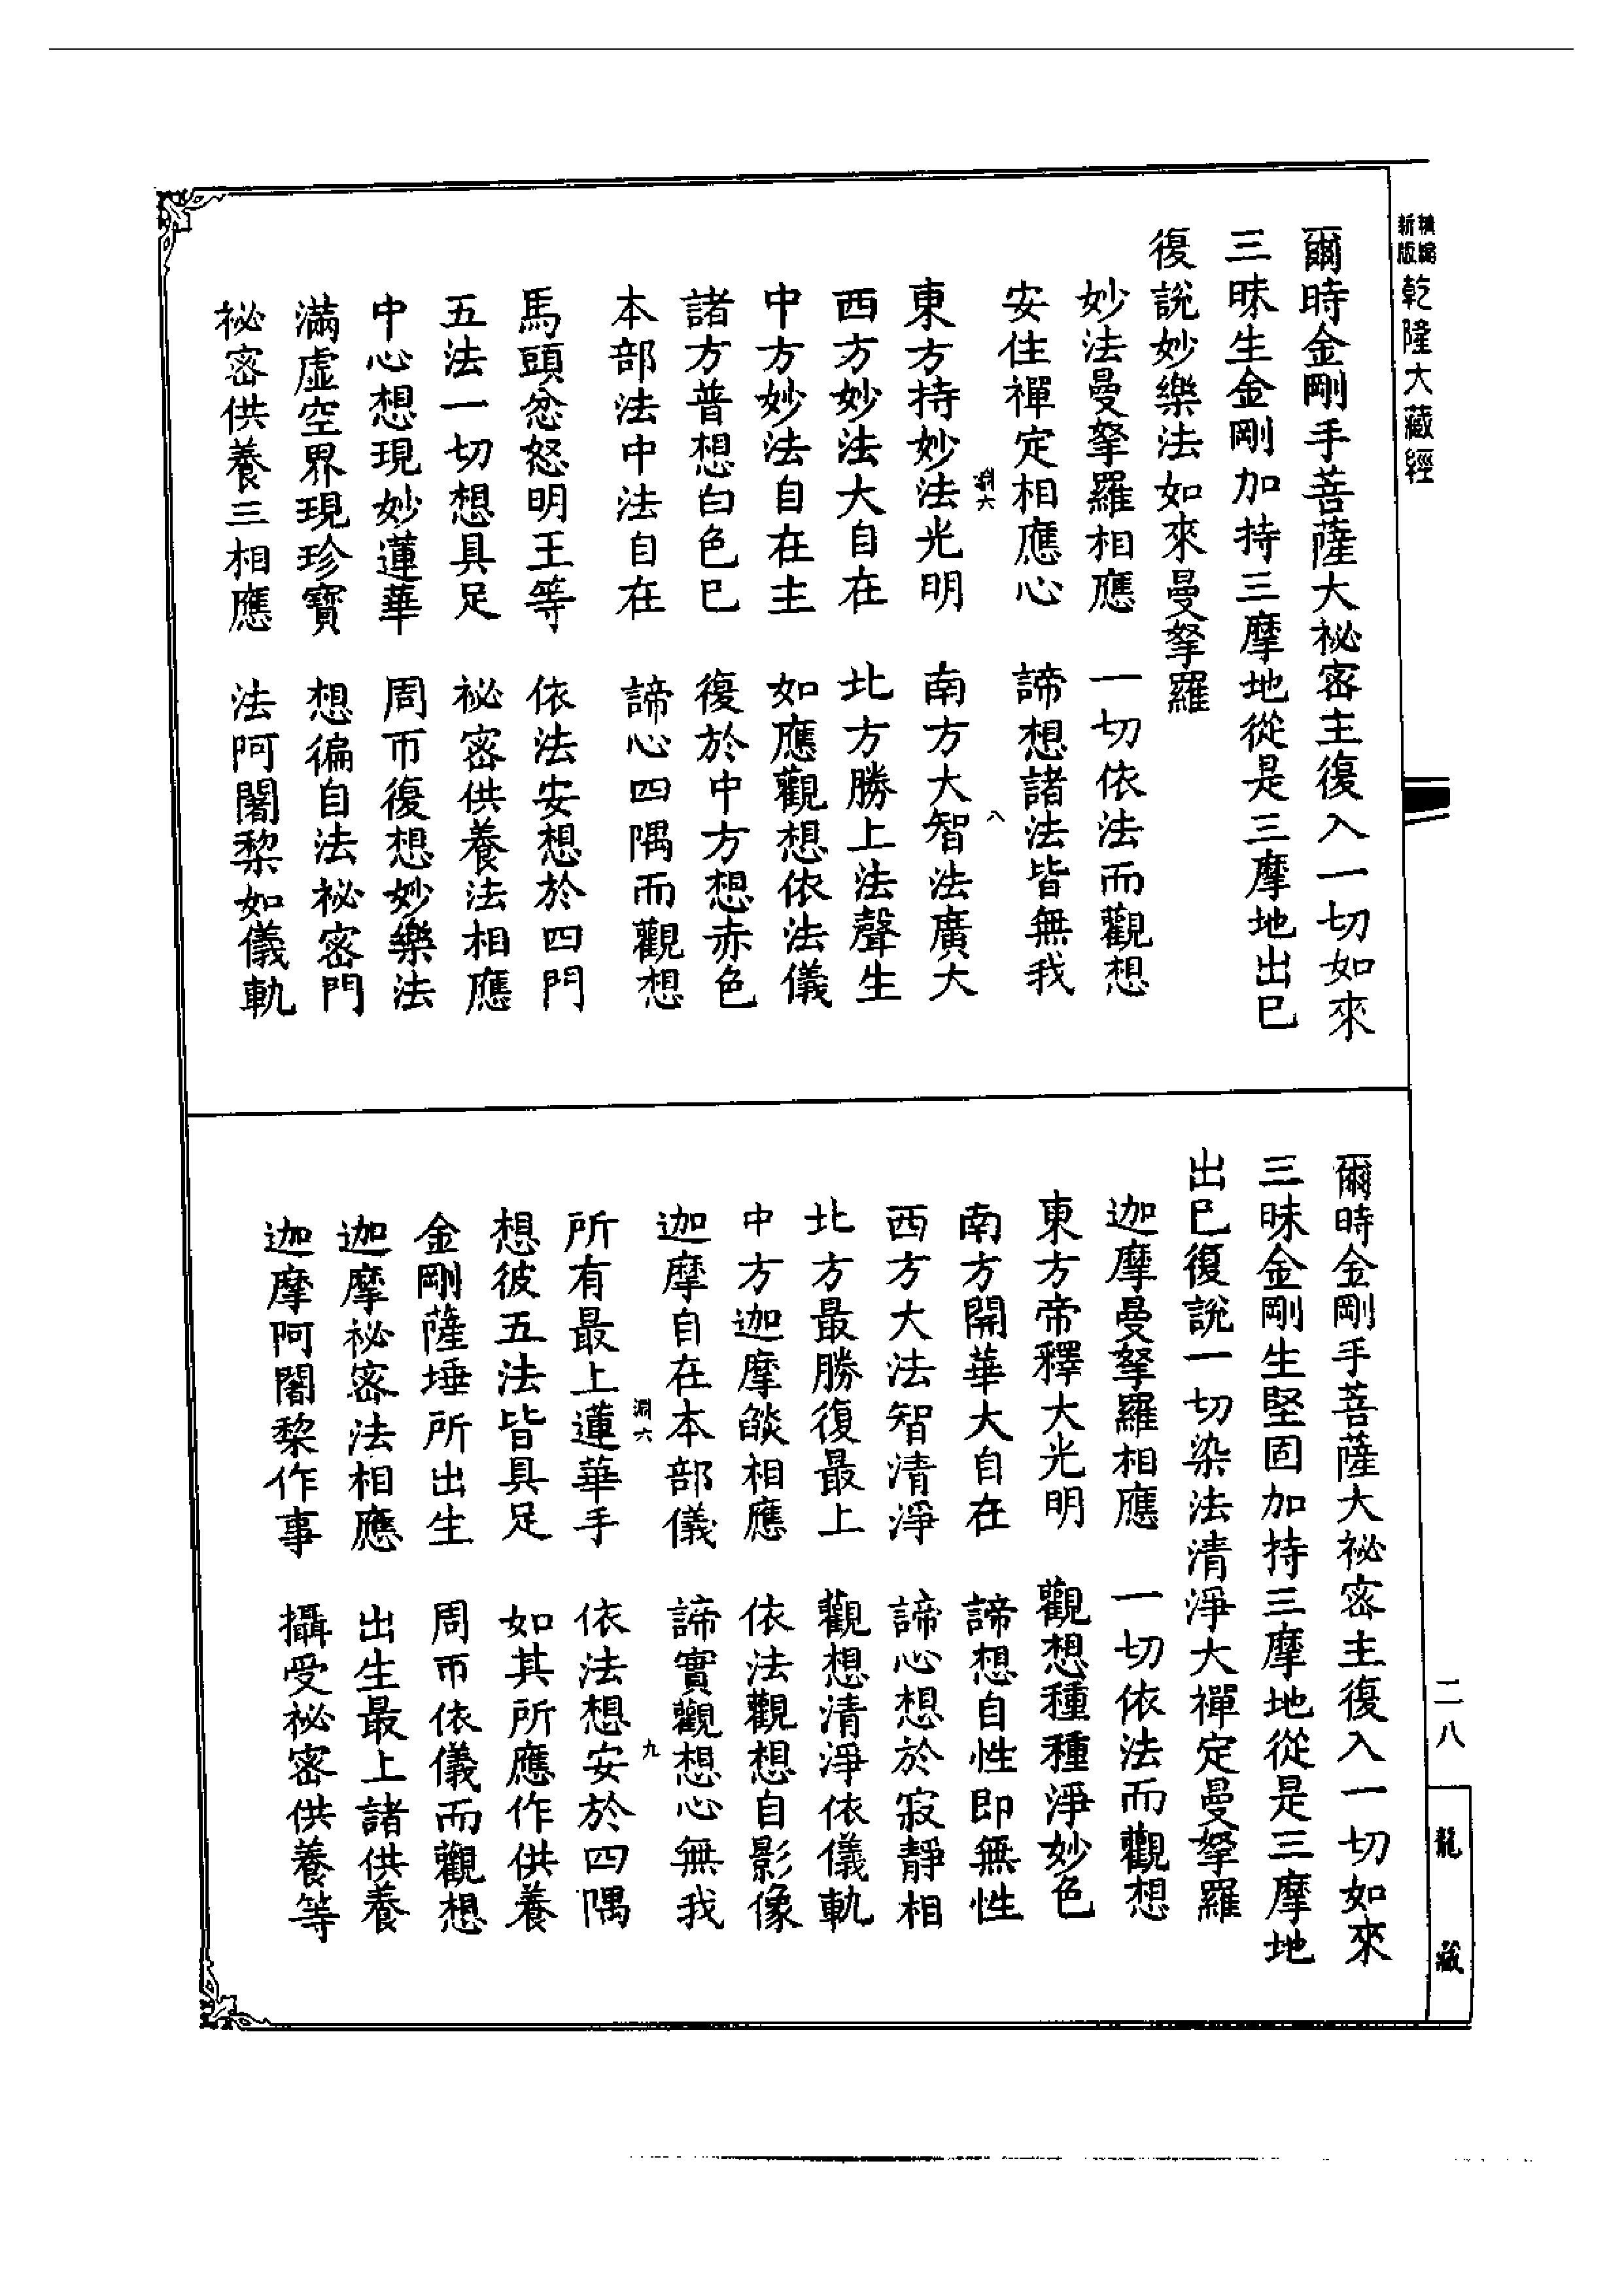 新編
新版
乾隆大藏經
爾時金剛手菩薩大祕密主復入一切如來
三昧生金剛加持三摩地從是三摩地出巳
復說妙樂法如來曼拏羅
妙法曼拏羅相應　一切依法而觀想
安住禪定相應心　諦想諸法皆無我
淵六　八
東方持妙法光明　南方大智法廣大
西方妙法大自在　北方勝上法聲生
中方妙法自在主　如應觀想依法儀
諸方普想白色巳　復於中方想赤色
本部法中法自在　諦心四隅而觀想
馬頭忿怒明王等　依法安想於四門
五法一切想具足　祕密供養法相應
中心想現妙蓮華　周帀復想妙樂法
滿虛空界現珍寶　想徧自法祕密門
祕密供養三相應　法阿闍黎如儀軌
爾時金剛手菩薩大祕密主復入一切如來
三昧金剛生堅固加持三摩地從是三摩地
出巳復說一切染法清淨大禪定曼拏羅
迦摩曼拏羅相應　一切依法而觀想
東方帝釋大光明　觀想種種淨妙色
南方開華大自在　諦想自性即無性
西方大法智清淨　諦心想於寂靜相
北方最勝復最上　觀想清淨依儀軌
中方迦摩燄相應　依法觀想自影像
迦摩自在本部儀　諦實觀想心無我
淵六　九
所有最上蓮華手　依法想安於四隅
想彼五法皆具足　如其所應作供養
金剛薩埵所出生　周帀依儀而觀想
迦摩祕密法相應　出生最上諸供養
迦摩阿闍黎作事　攝受祕密供養等
二八
龍藏